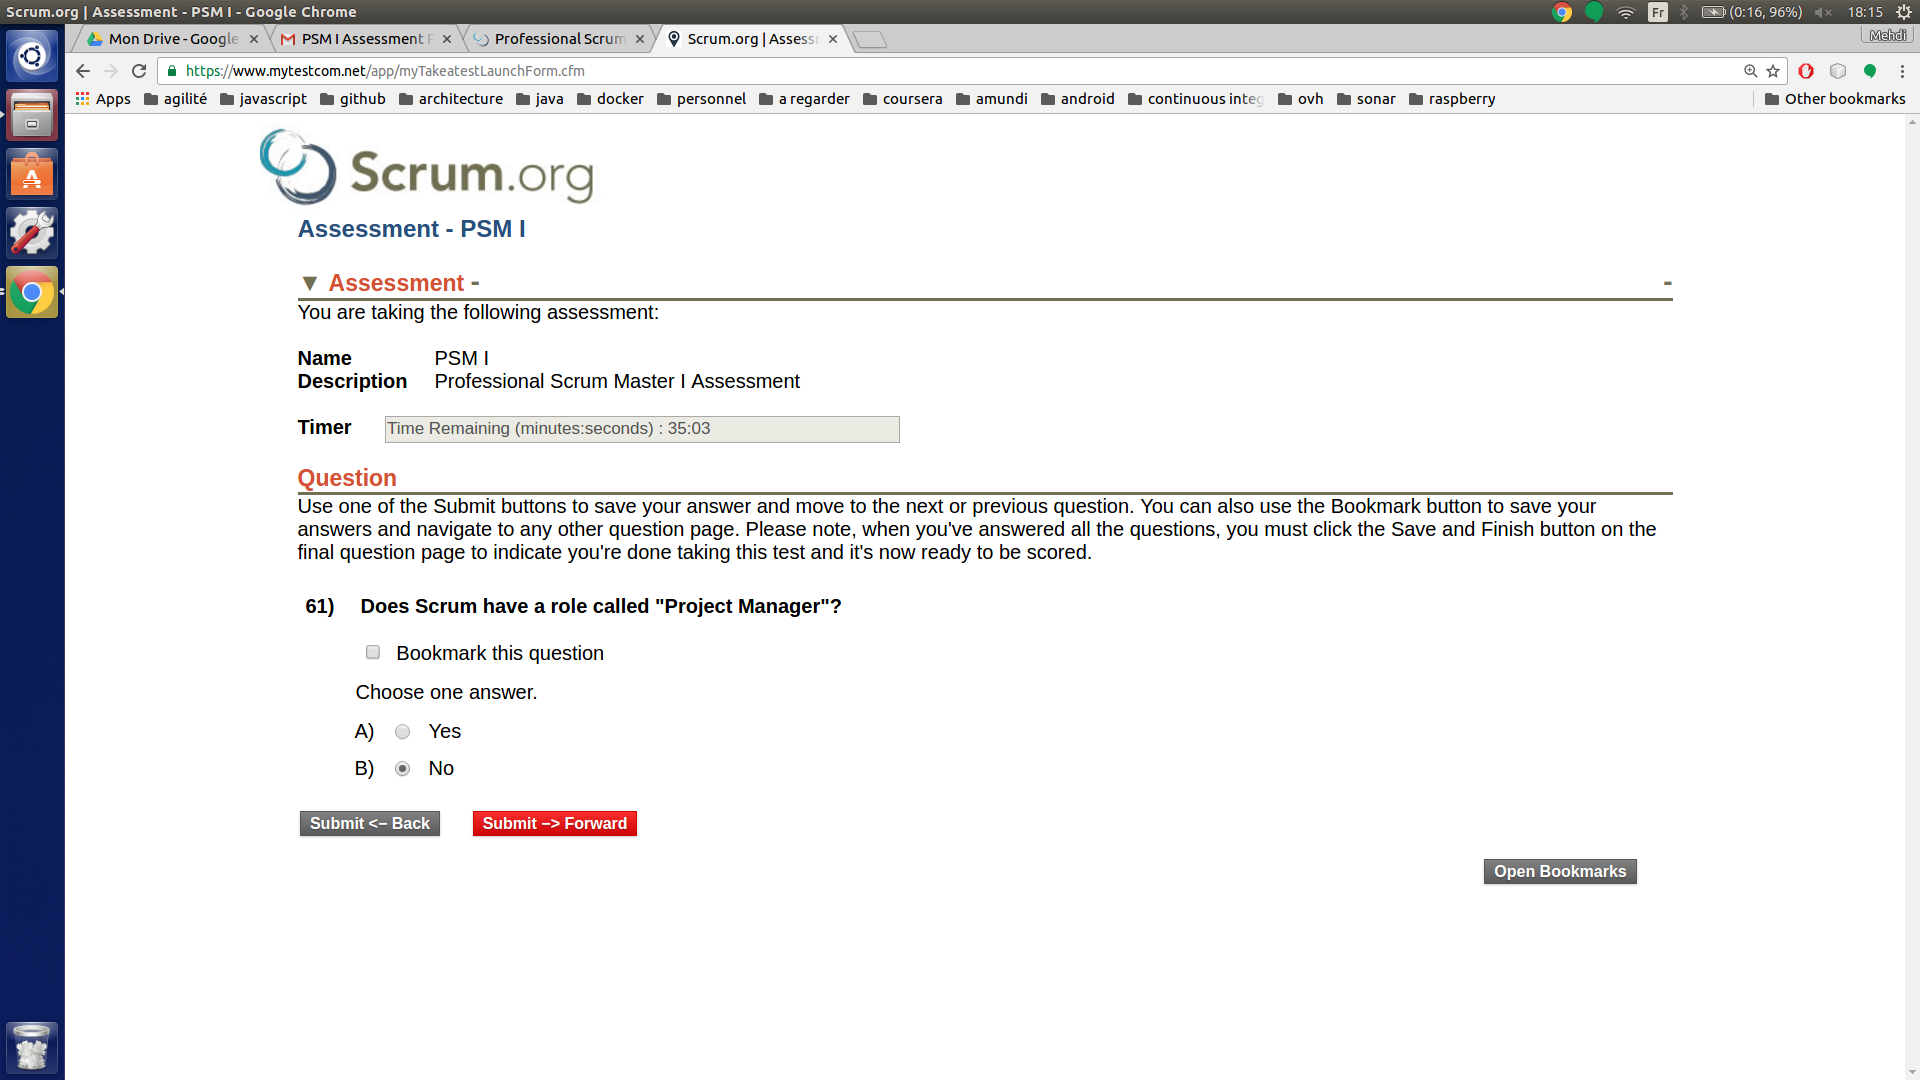 Scrum.org | Assessment - PSM I - Google Chrome
Fr
(0:16, 96%)
18:15
Mon Drive - Google
PSM I Assessment
Professional Scrum
Scrum.org | Assess
Mehdi
https://www.mytestcom.net/app/myTakeatestLaunchForm.cfm
Apps
agilité
javascript
github
architecture
java
docker
personnel
a regarder
coursera
amundi
android
continuous integ
ovh
sonar
raspberry
Other bookmarks
Scrum.org
Assessment - PSM I
▼ Assessment -
-
You are taking the following assessment:
Name PSM I
Description Professional Scrum Master I Assessment
Timer Time Remaining (minutes:seconds) : 35:03
Question
Use one of the Submit buttons to save your answer and move to the next or previous question. You can also use the Bookmark button to save your
answers and navigate to any other question page. Please note, when you've answered all the questions, you must click the Save and Finish button on the
final question page to indicate you're done taking this test and it's now ready to be scored.
61) Does Scrum have a role called "Project Manager"?
Bookmark this question
Choose one answer.
A) Yes
B) No
Submit <– Back
Submit –> Forward
Open Bookmarks